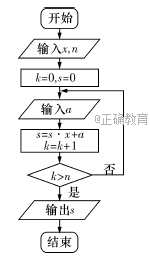 开始
输入x,n
k=0,s=0
输入a
@正确教育
s=s·x+a
k=k+1
k>n
否
是
输出s
结束